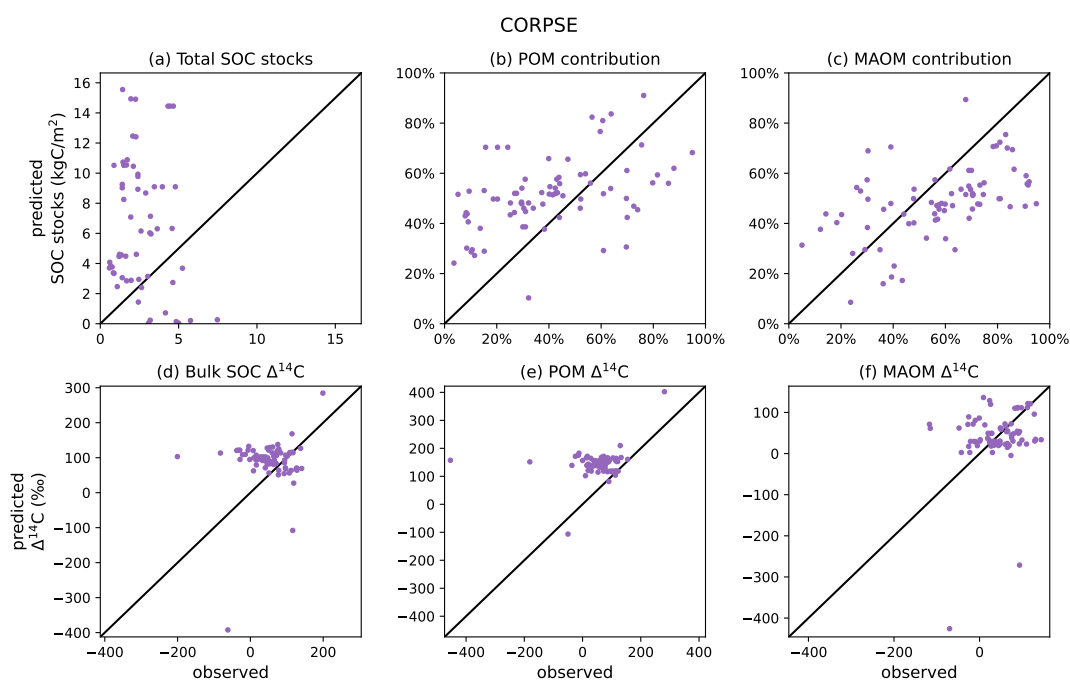 CORPSE
(a) Total SOC stocks
(b) POM contribution
(c) MAOM contribution
predicted
SOC stocks (kgC/m²)
16
14
12
10
8
6
4
2
0
0 5 10 15
100%
80%
60%
40%
20%
0%
0% 20% 40% 60% 80% 100%
100%
80%
60%
40%
20%
0%
0% 20% 40% 60% 80% 100%
(d) Bulk SOC Δ¹⁴C
(e) POM Δ¹⁴C
(f) MAOM Δ¹⁴C
predicted
Δ¹⁴C (‰)
300
200
100
0
−100
−200
−300
−400
−400 −200 0 200
observed
400
300
200
100
0
−100
−200
−300
−400
−400 −200 0 200 400
observed
100
0
−100
−200
−300
−400
−400 −200 0
observed